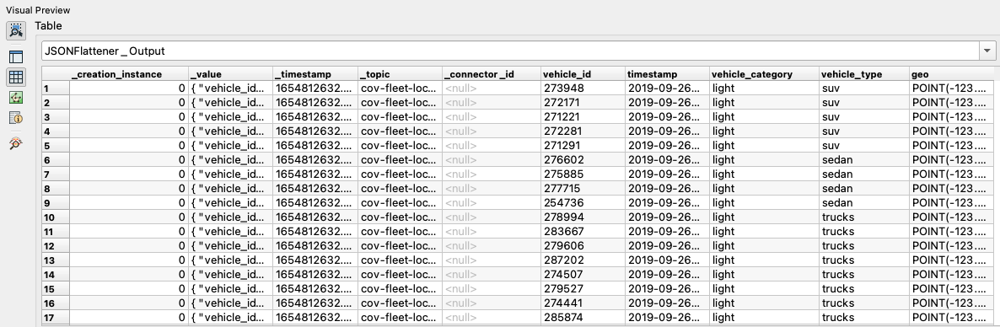 Visual Preview
Table
JSONFlattener _ Output
_creation_instance _value _timestamp _topic _connector _id vehicle_id timestamp vehicle_category vehicle_type geo
1 0 { "vehicle_id... 1654812632.... cov-fleet-loc... <null> 273948 2019-09-26... light suv POINT(-123....
2 0 { "vehicle_id... 1654812632.... cov-fleet-loc... <null> 272171 2019-09-26... light suv POINT(-123....
3 0 { "vehicle_id... 1654812632.... cov-fleet-loc... <null> 271221 2019-09-26... light suv POINT(-123....
4 0 { "vehicle_id... 1654812632.... cov-fleet-loc... <null> 272281 2019-09-26... light suv POINT(-123....
5 0 { "vehicle_id... 1654812632.... cov-fleet-loc... <null> 271291 2019-09-26... light suv POINT(-123....
6 0 { "vehicle_id... 1654812632.... cov-fleet-loc... <null> 276602 2019-09-26... light sedan POINT(-123....
7 0 { "vehicle_id... 1654812632.... cov-fleet-loc... <null> 275885 2019-09-26... light sedan POINT(-123....
8 0 { "vehicle_id... 1654812632.... cov-fleet-loc... <null> 277715 2019-09-26... light sedan POINT(-123....
9 0 { "vehicle_id... 1654812632.... cov-fleet-loc... <null> 254736 2019-09-26... light sedan POINT(-123....
10 0 { "vehicle_id... 1654812632.... cov-fleet-loc... <null> 278994 2019-09-26... light trucks POINT(-123....
11 0 { "vehicle_id... 1654812632.... cov-fleet-loc... <null> 283667 2019-09-26... light trucks POINT(-123....
12 0 { "vehicle_id... 1654812632.... cov-fleet-loc... <null> 279606 2019-09-26... light trucks POINT(-123....
13 0 { "vehicle_id... 1654812632.... cov-fleet-loc... <null> 287202 2019-09-26... light trucks POINT(-123....
14 0 { "vehicle_id... 1654812632.... cov-fleet-loc... <null> 274507 2019-09-26... light trucks POINT(-123....
15 0 { "vehicle_id... 1654812632.... cov-fleet-loc... <null> 279527 2019-09-26... light trucks POINT(-123....
16 0 { "vehicle_id... 1654812632.... cov-fleet-loc... <null> 274441 2019-09-26... light trucks POINT(-123....
17 0 { "vehicle_id... 1654812632.... cov-fleet-loc... <null> 285874 2019-09-26... light trucks POINT(-123....